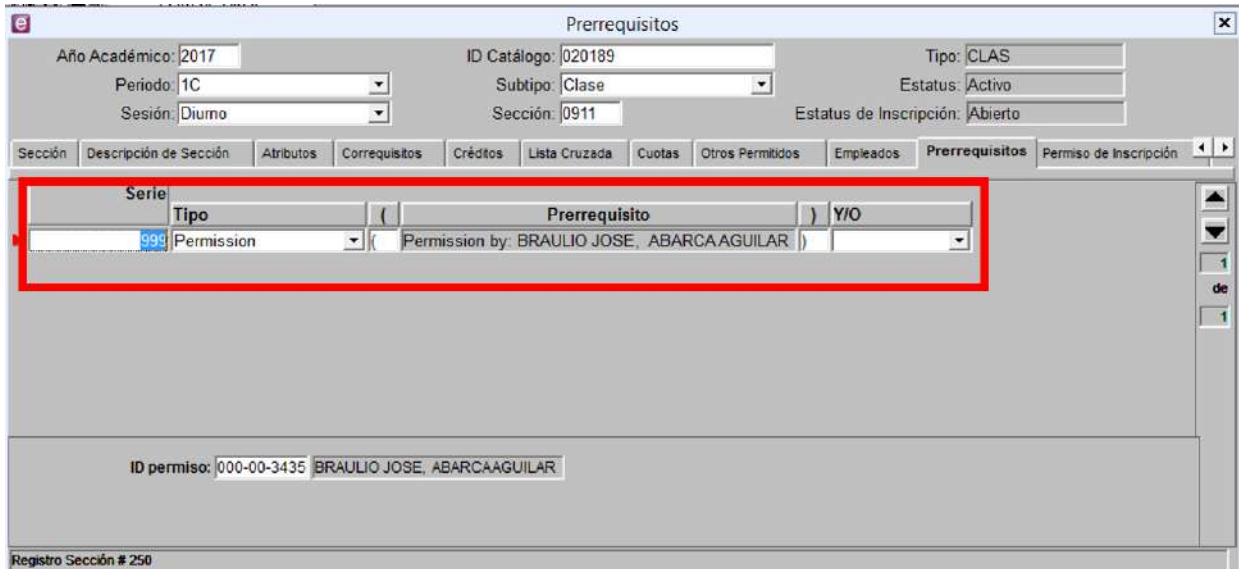 e Prerrequisitos x
Año Académico: 2017 ID Catálogo: 020189 Tipo: CLAS
Periodo: 1C Subtipo: Clase Estatus: Activo
Sesión: Diurno Sección: 0911 Estatus de Inscripción: Abierto
Sección Descripción de Sección Atributos Correquisitos Créditos Lista Cruzada Cuotas Otros Permitidos Empleados Prerrequisitos Permiso de Inscripción
Serie
Tipo ( Prerrequisito ) Y/O
999 Permission ( Permission by: BRAULIO JOSE, ABARCA AGUILAR )
1
de
1
ID permiso: 000-00-3435 BRAULIO JOSE, ABARCAAGUILAR
Registro Sección # 250